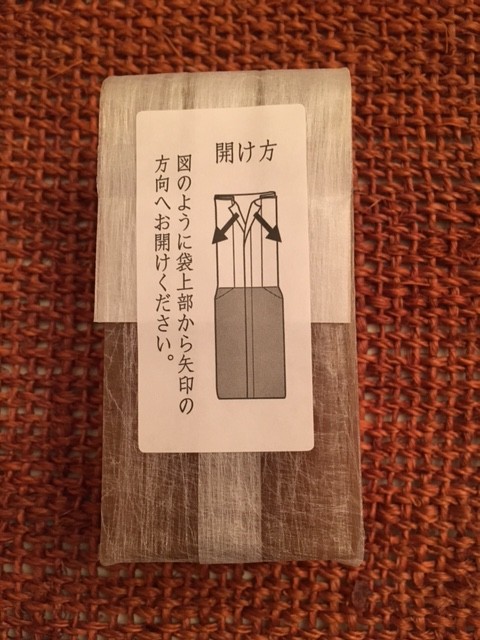 開け方
図のように袋上部から矢印の
方向へお開けください。